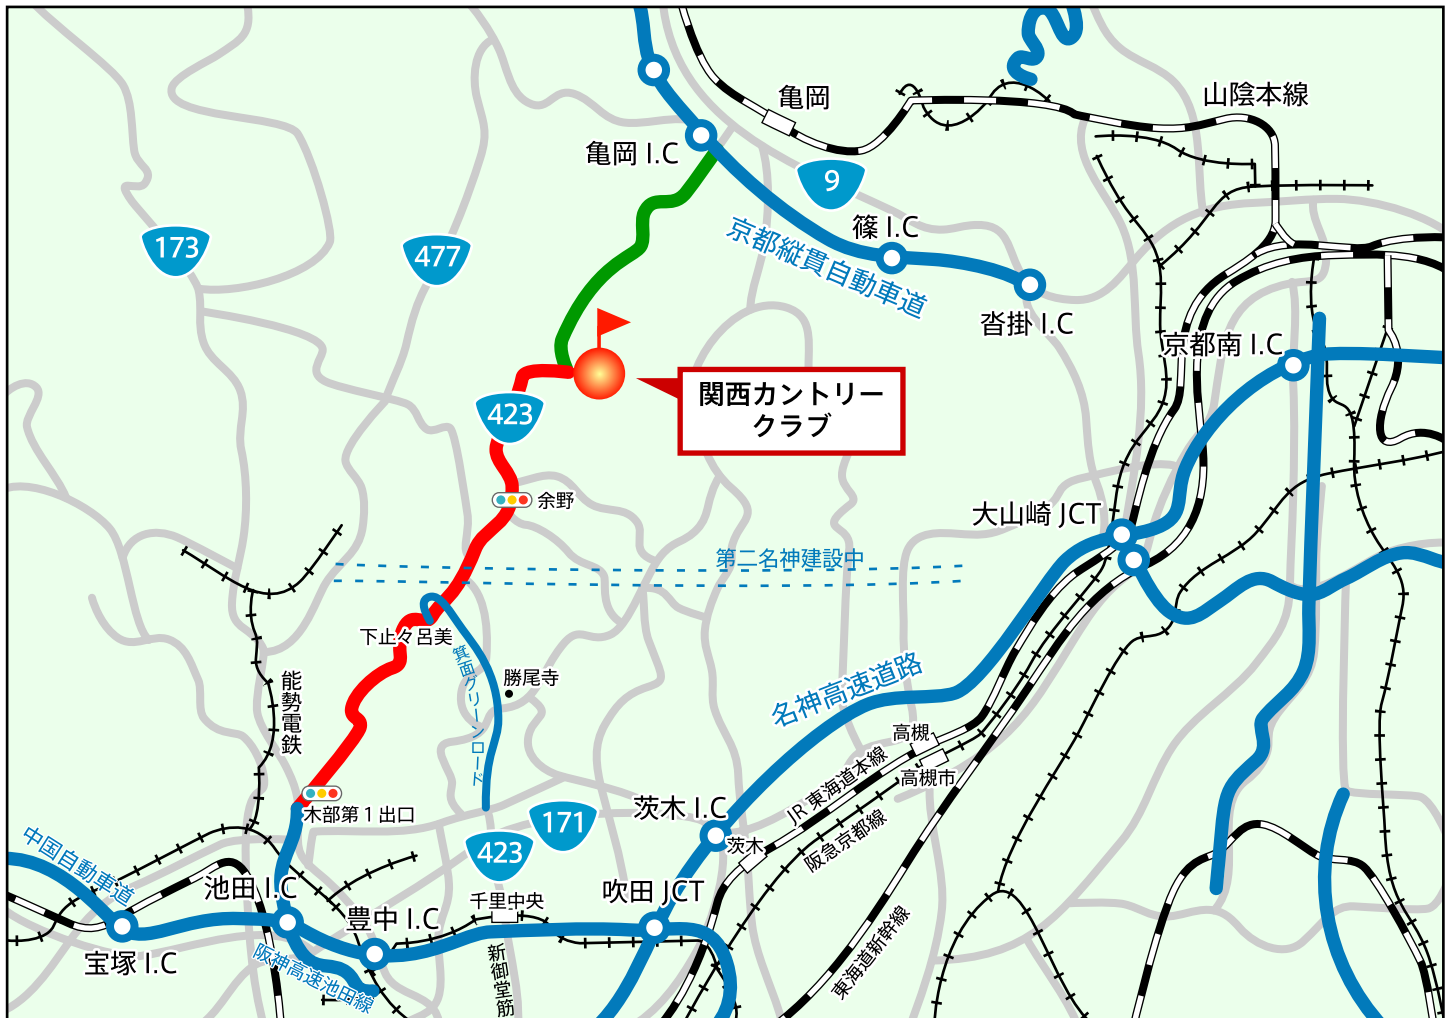 亀岡
山陰本線
亀岡 I.C
9
篠 I.C
京都縦貫自動車道
173
477
沓掛 I.C
京都南 I.C
関西カントリー
クラブ
423
余野
大山崎 JCT
第二名神建設中
下止々呂美
箕面グリーンロード
勝尾寺
能勢電鉄
名神高速道路
高槻
高槻市
JR 東海道本線
木部第１出口
171
茨木 I.C
茨木
阪急京都線
中国自動車道
423
池田 I.C
吹田 JCT
千里中央
豊中 I.C
宝塚 I.C
阪神高速池田線
新御堂筋
東海道新幹線